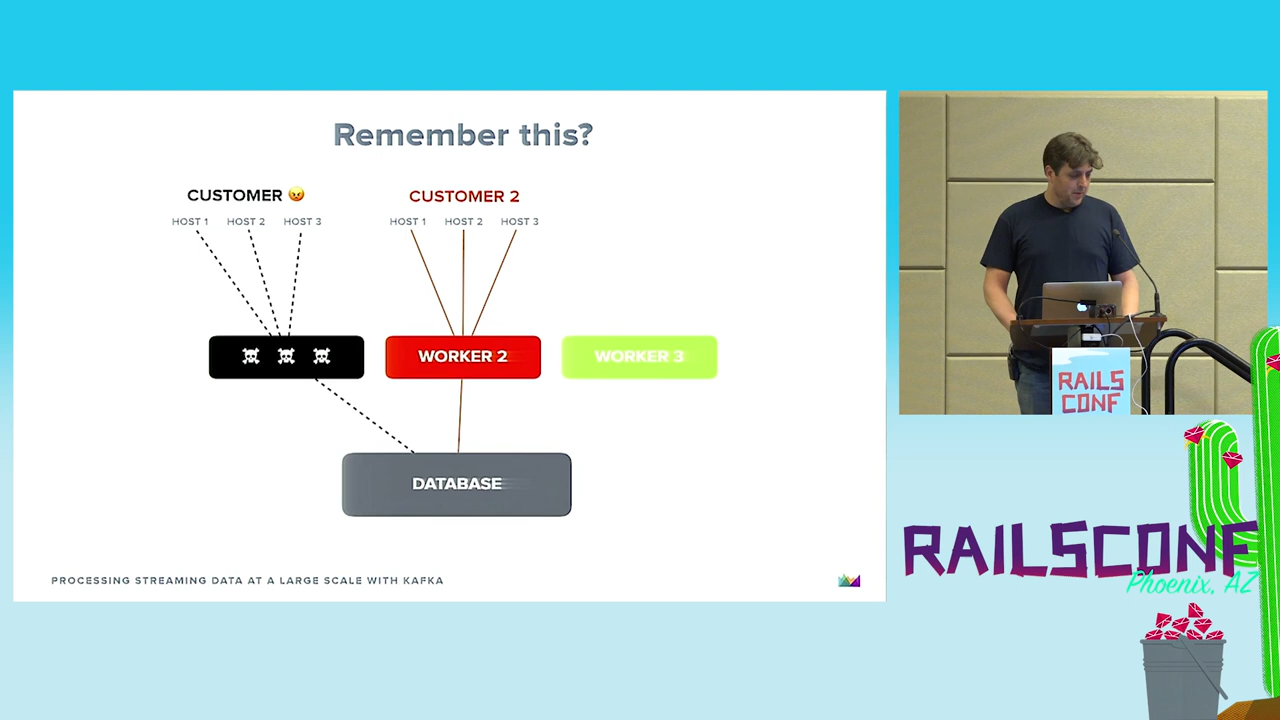 Remember this?
CUSTOMER 😡
CUSTOMER 2
HOST 1 HOST 2 HOST 3
HOST 1 HOST 2 HOST 3
☠ ☠ ☠
WORKER 2
WORKER 3
DATABASE
PROCESSING STREAMING DATA AT A LARGE SCALE WITH KAFKA
RAILS
CONF
RAILSCONF
Phoenix, AZ